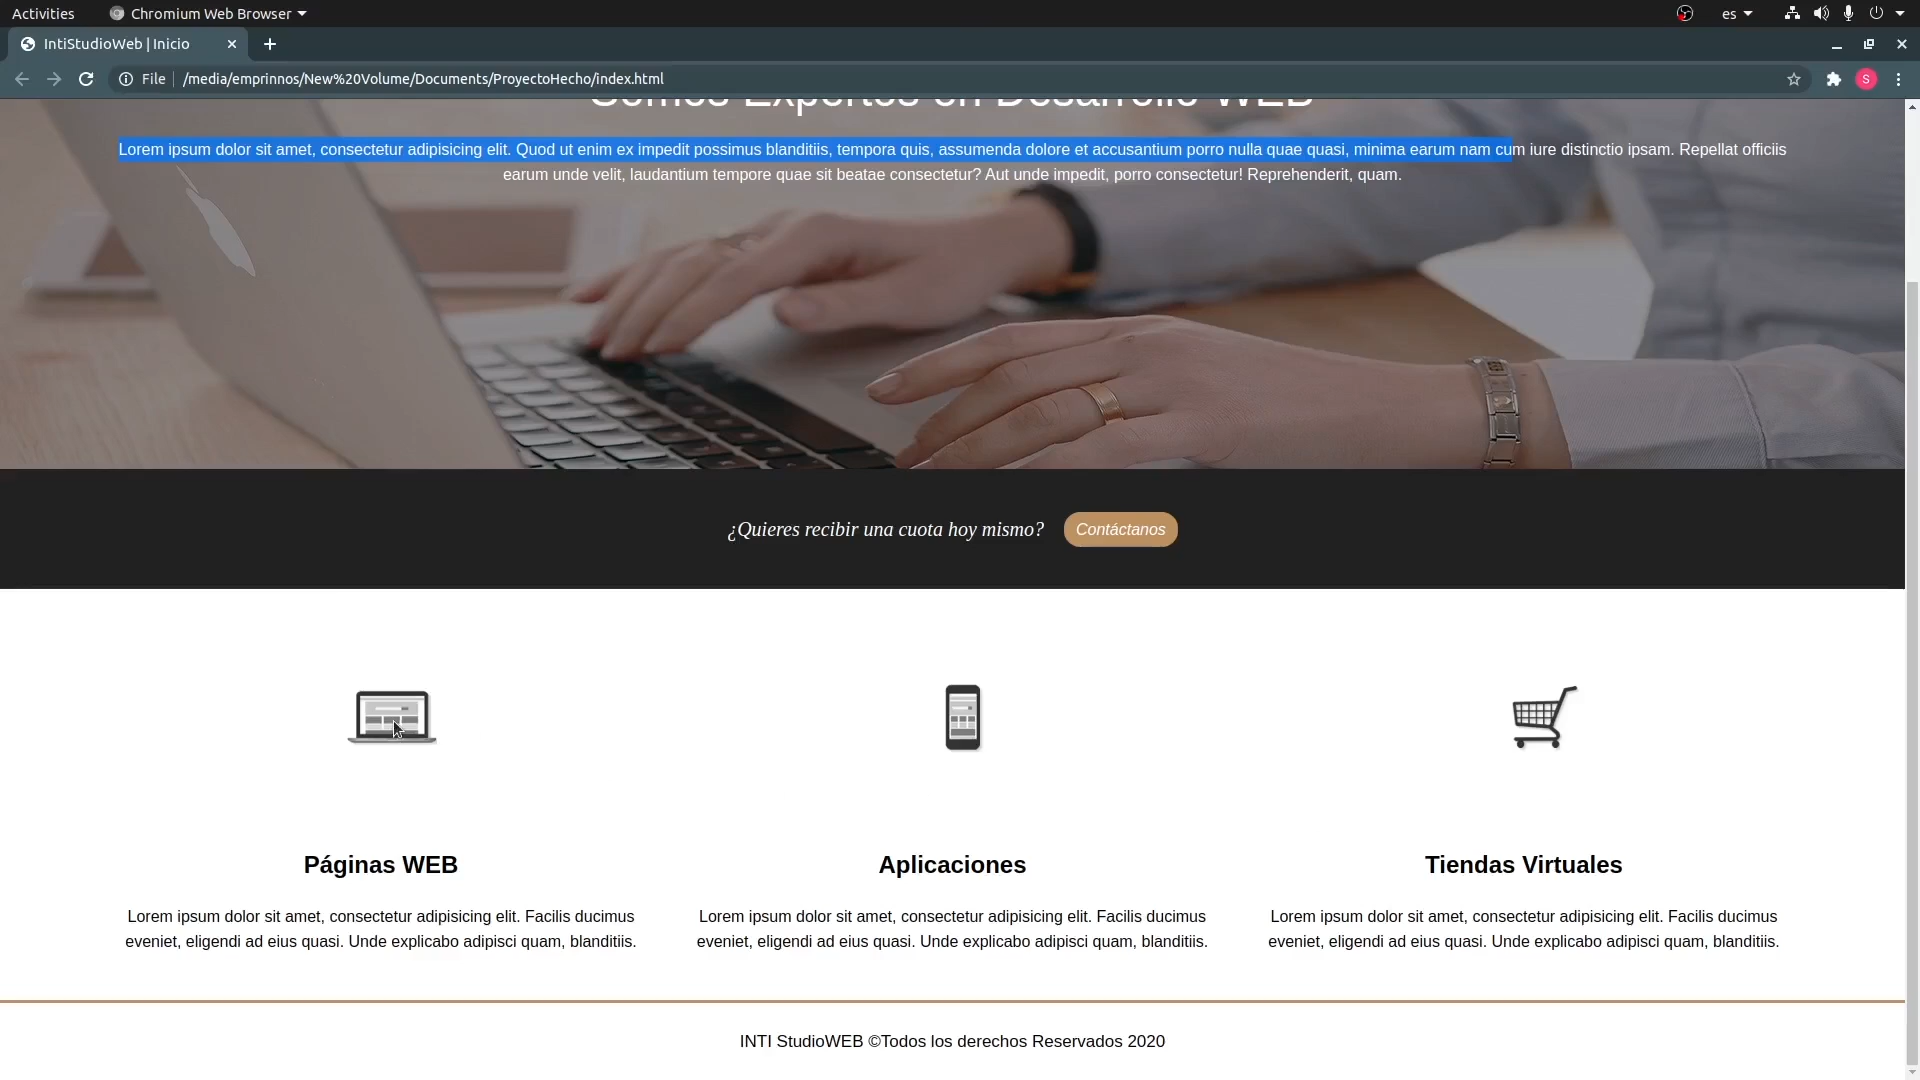 Activities
Chromium Web Browser
es
IntiStudioWeb | Inicio
File
/media/emprinnos/New%20Volume/Documents/ProyectoHecho/index.html
S
Somos Expertos en Desarrollo WEB
Lorem ipsum dolor sit amet, consectetur adipisicing elit. Quod ut enim ex impedit possimus blanditiis, tempora quis, assumenda dolore et accusantium porro nulla quae quasi, minima earum nam cum iure distinctio ipsam. Repellat officiis
earum unde velit, laudantium tempore quae sit beatae consectetur? Aut unde impedit, porro consectetur! Reprehenderit, quam.
¿Quieres recibir una cuota hoy mismo?
Contáctanos
Páginas WEB
Aplicaciones
Tiendas Virtuales
Lorem ipsum dolor sit amet, consectetur adipisicing elit. Facilis ducimus
eveniet, eligendi ad eius quasi. Unde explicabo adipisci quam, blanditiis.
Lorem ipsum dolor sit amet, consectetur adipisicing elit. Facilis ducimus
eveniet, eligendi ad eius quasi. Unde explicabo adipisci quam, blanditiis.
Lorem ipsum dolor sit amet, consectetur adipisicing elit. Facilis ducimus
eveniet, eligendi ad eius quasi. Unde explicabo adipisci quam, blanditiis.
INTI StudioWEB ©Todos los derechos Reservados 2020